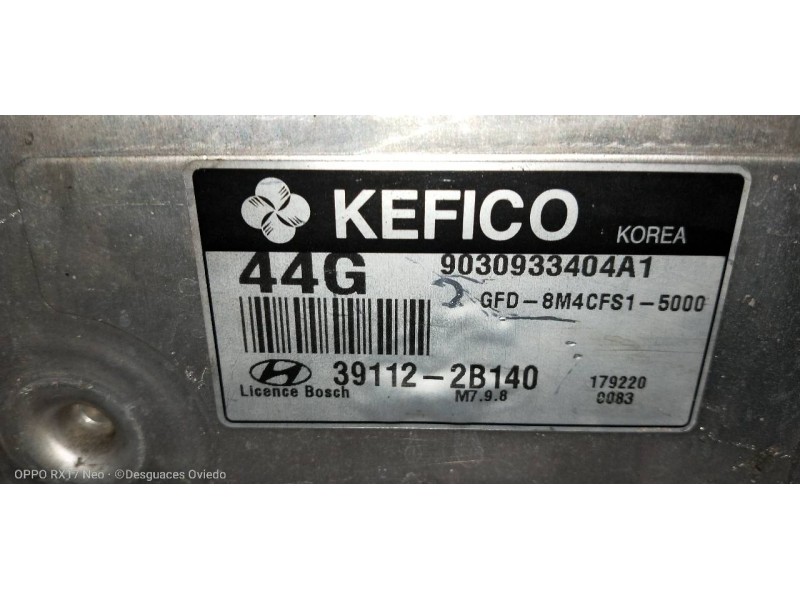 KEFICO
KOREA
44G
9030933404A1
GFD-8M4CFS1-5000
39112-2B140
179220
Licence Bosch
M7.9.8
0083
OPPO RX17 Neo · ©Desguaces Oviedo